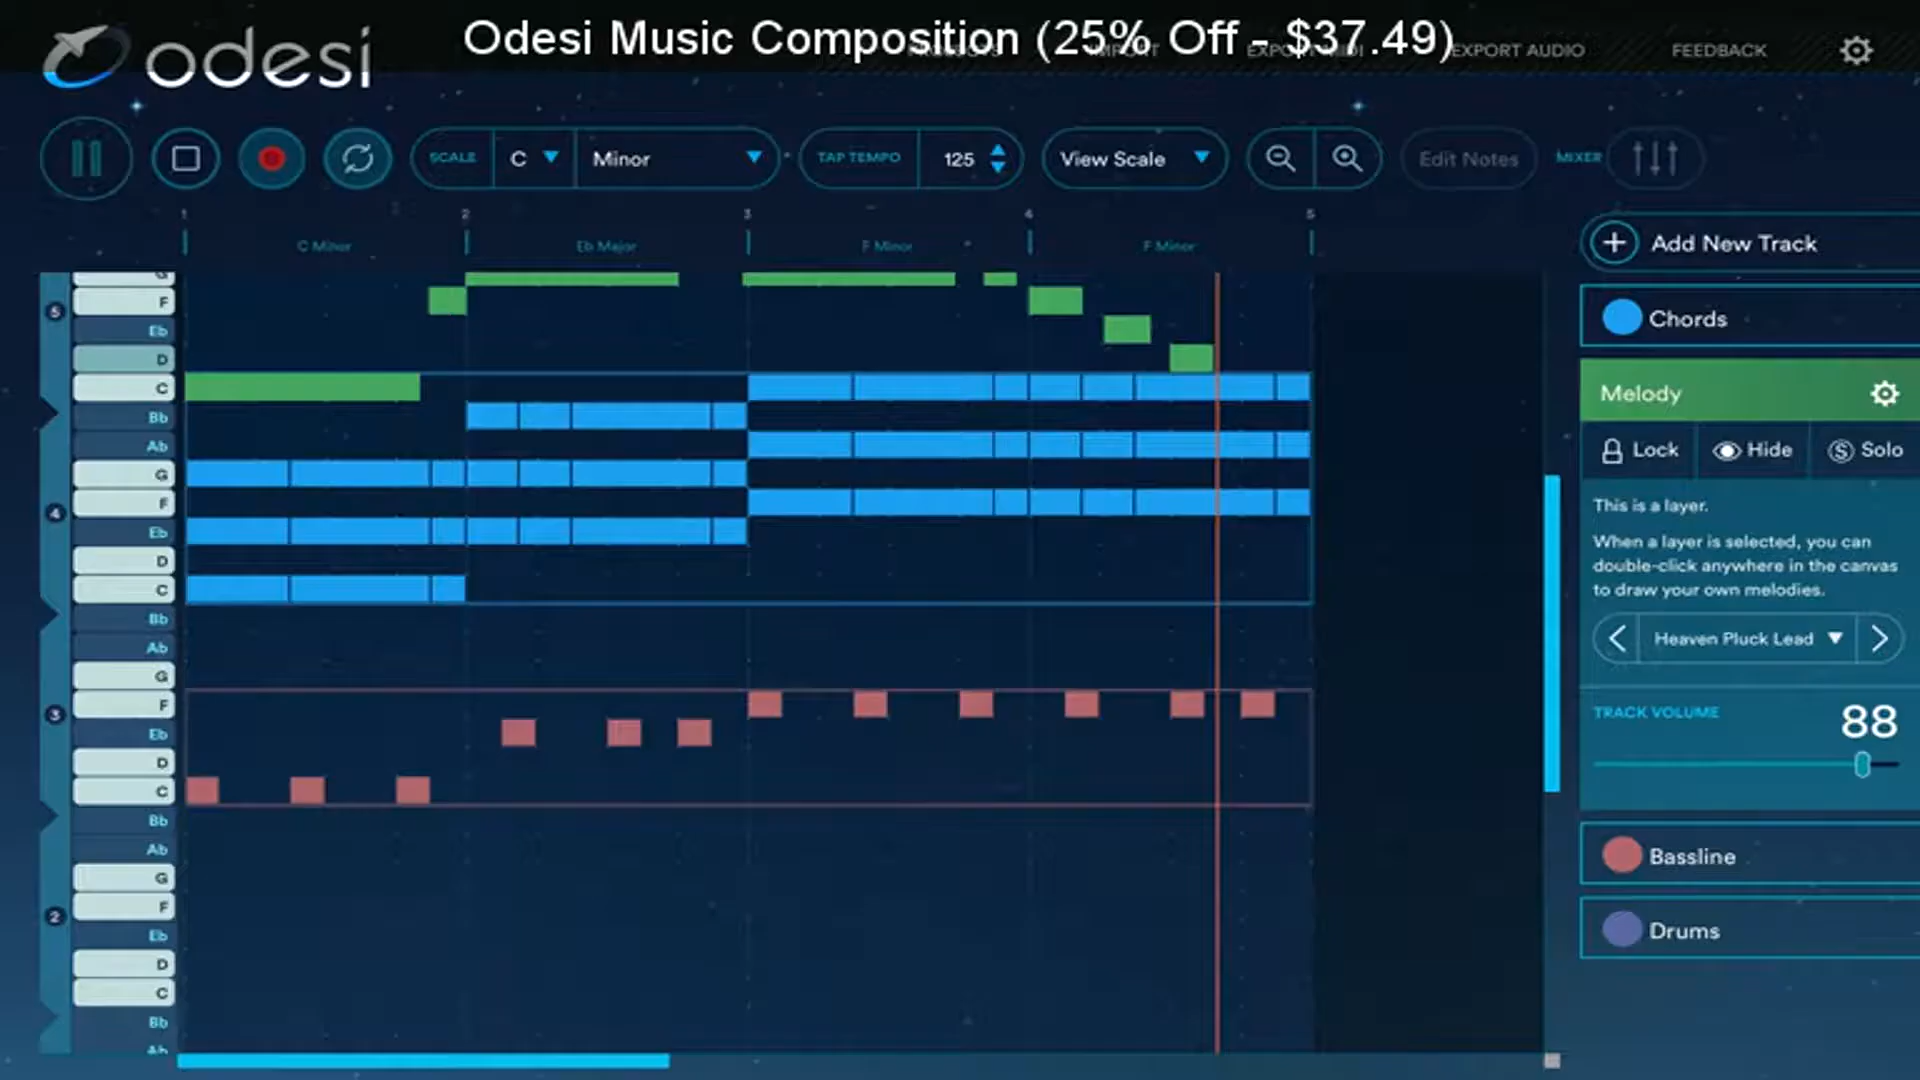 odesi
Odesi Music Composition (25% Off - $37.49)
EXPORT AUDIO
FEEDBACK
SCALE C Minor
TAP TEMPO 125
View Scale
Edit Notes
MIXER
1 2 3 4 5
C Minor Eb Major F Minor F Minor
Add New Track
Chords
Melody
Lock Hide Solo
This is a layer.
When a layer is selected, you can
double-click anywhere in the canvas
to draw your own melodies.
Heaven Pluck Lead
TRACK VOLUME 88
Bassline
Drums
G
5 F
Eb
D
C
Bb
Ab
G
4 F
Eb
D
C
Bb
Ab
G
3 F
Eb
D
C
Bb
Ab
G
2 F
Eb
D
C
Bb
Ab